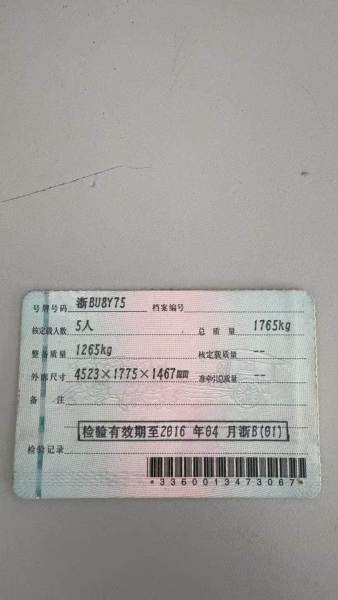 号牌号码 浙BU8Y75 档案编号
核定载人数 5人 总质量 1765kg
整备质量 1265kg 核定载质量 --
外廓尺寸 4523×1775×1467mm 准牵引总质量 --
备注
检验有效期至2016年04月浙B(01)
检验记录
*3360013473067*